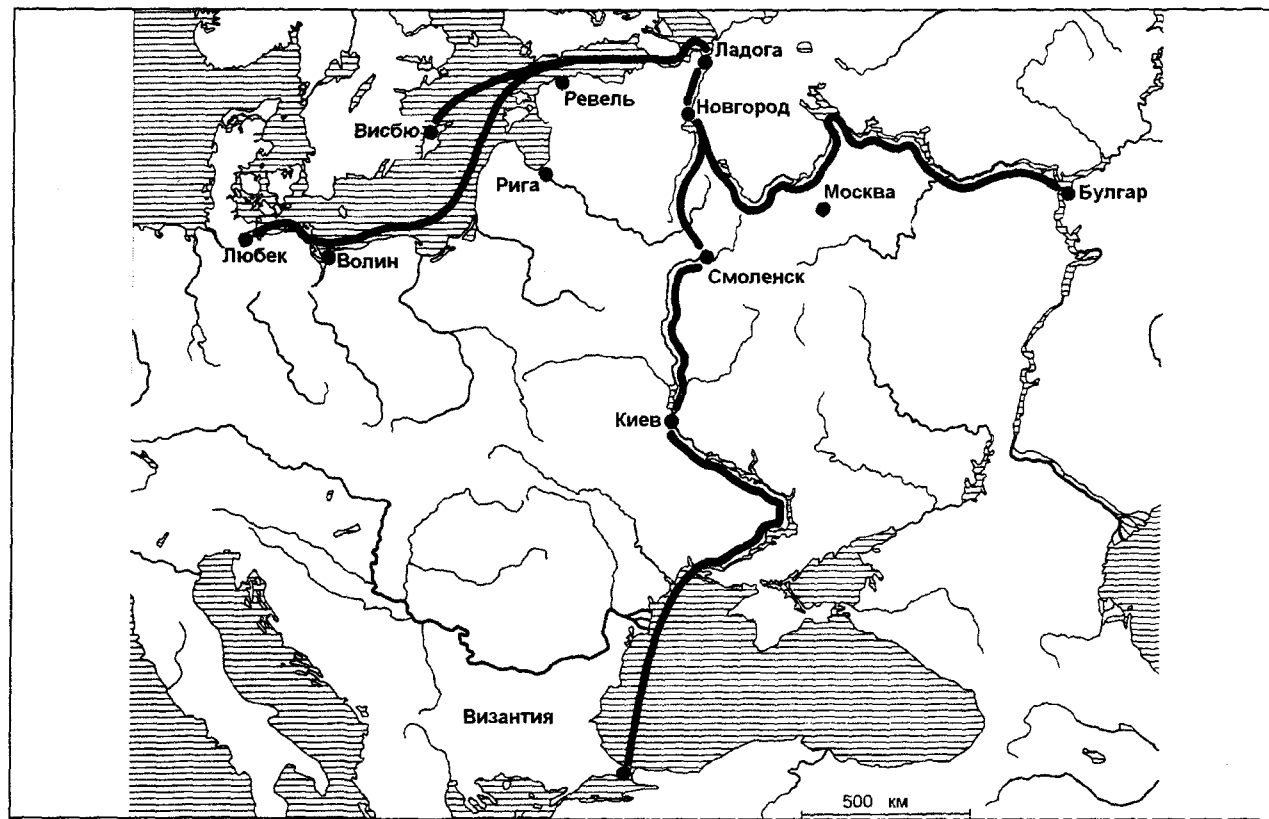 Ладога
Ревель
Новгород
Висбю
Рига
Москва
Булгар
Любек
Волин
Смоленск
Киев
Византия
500 км